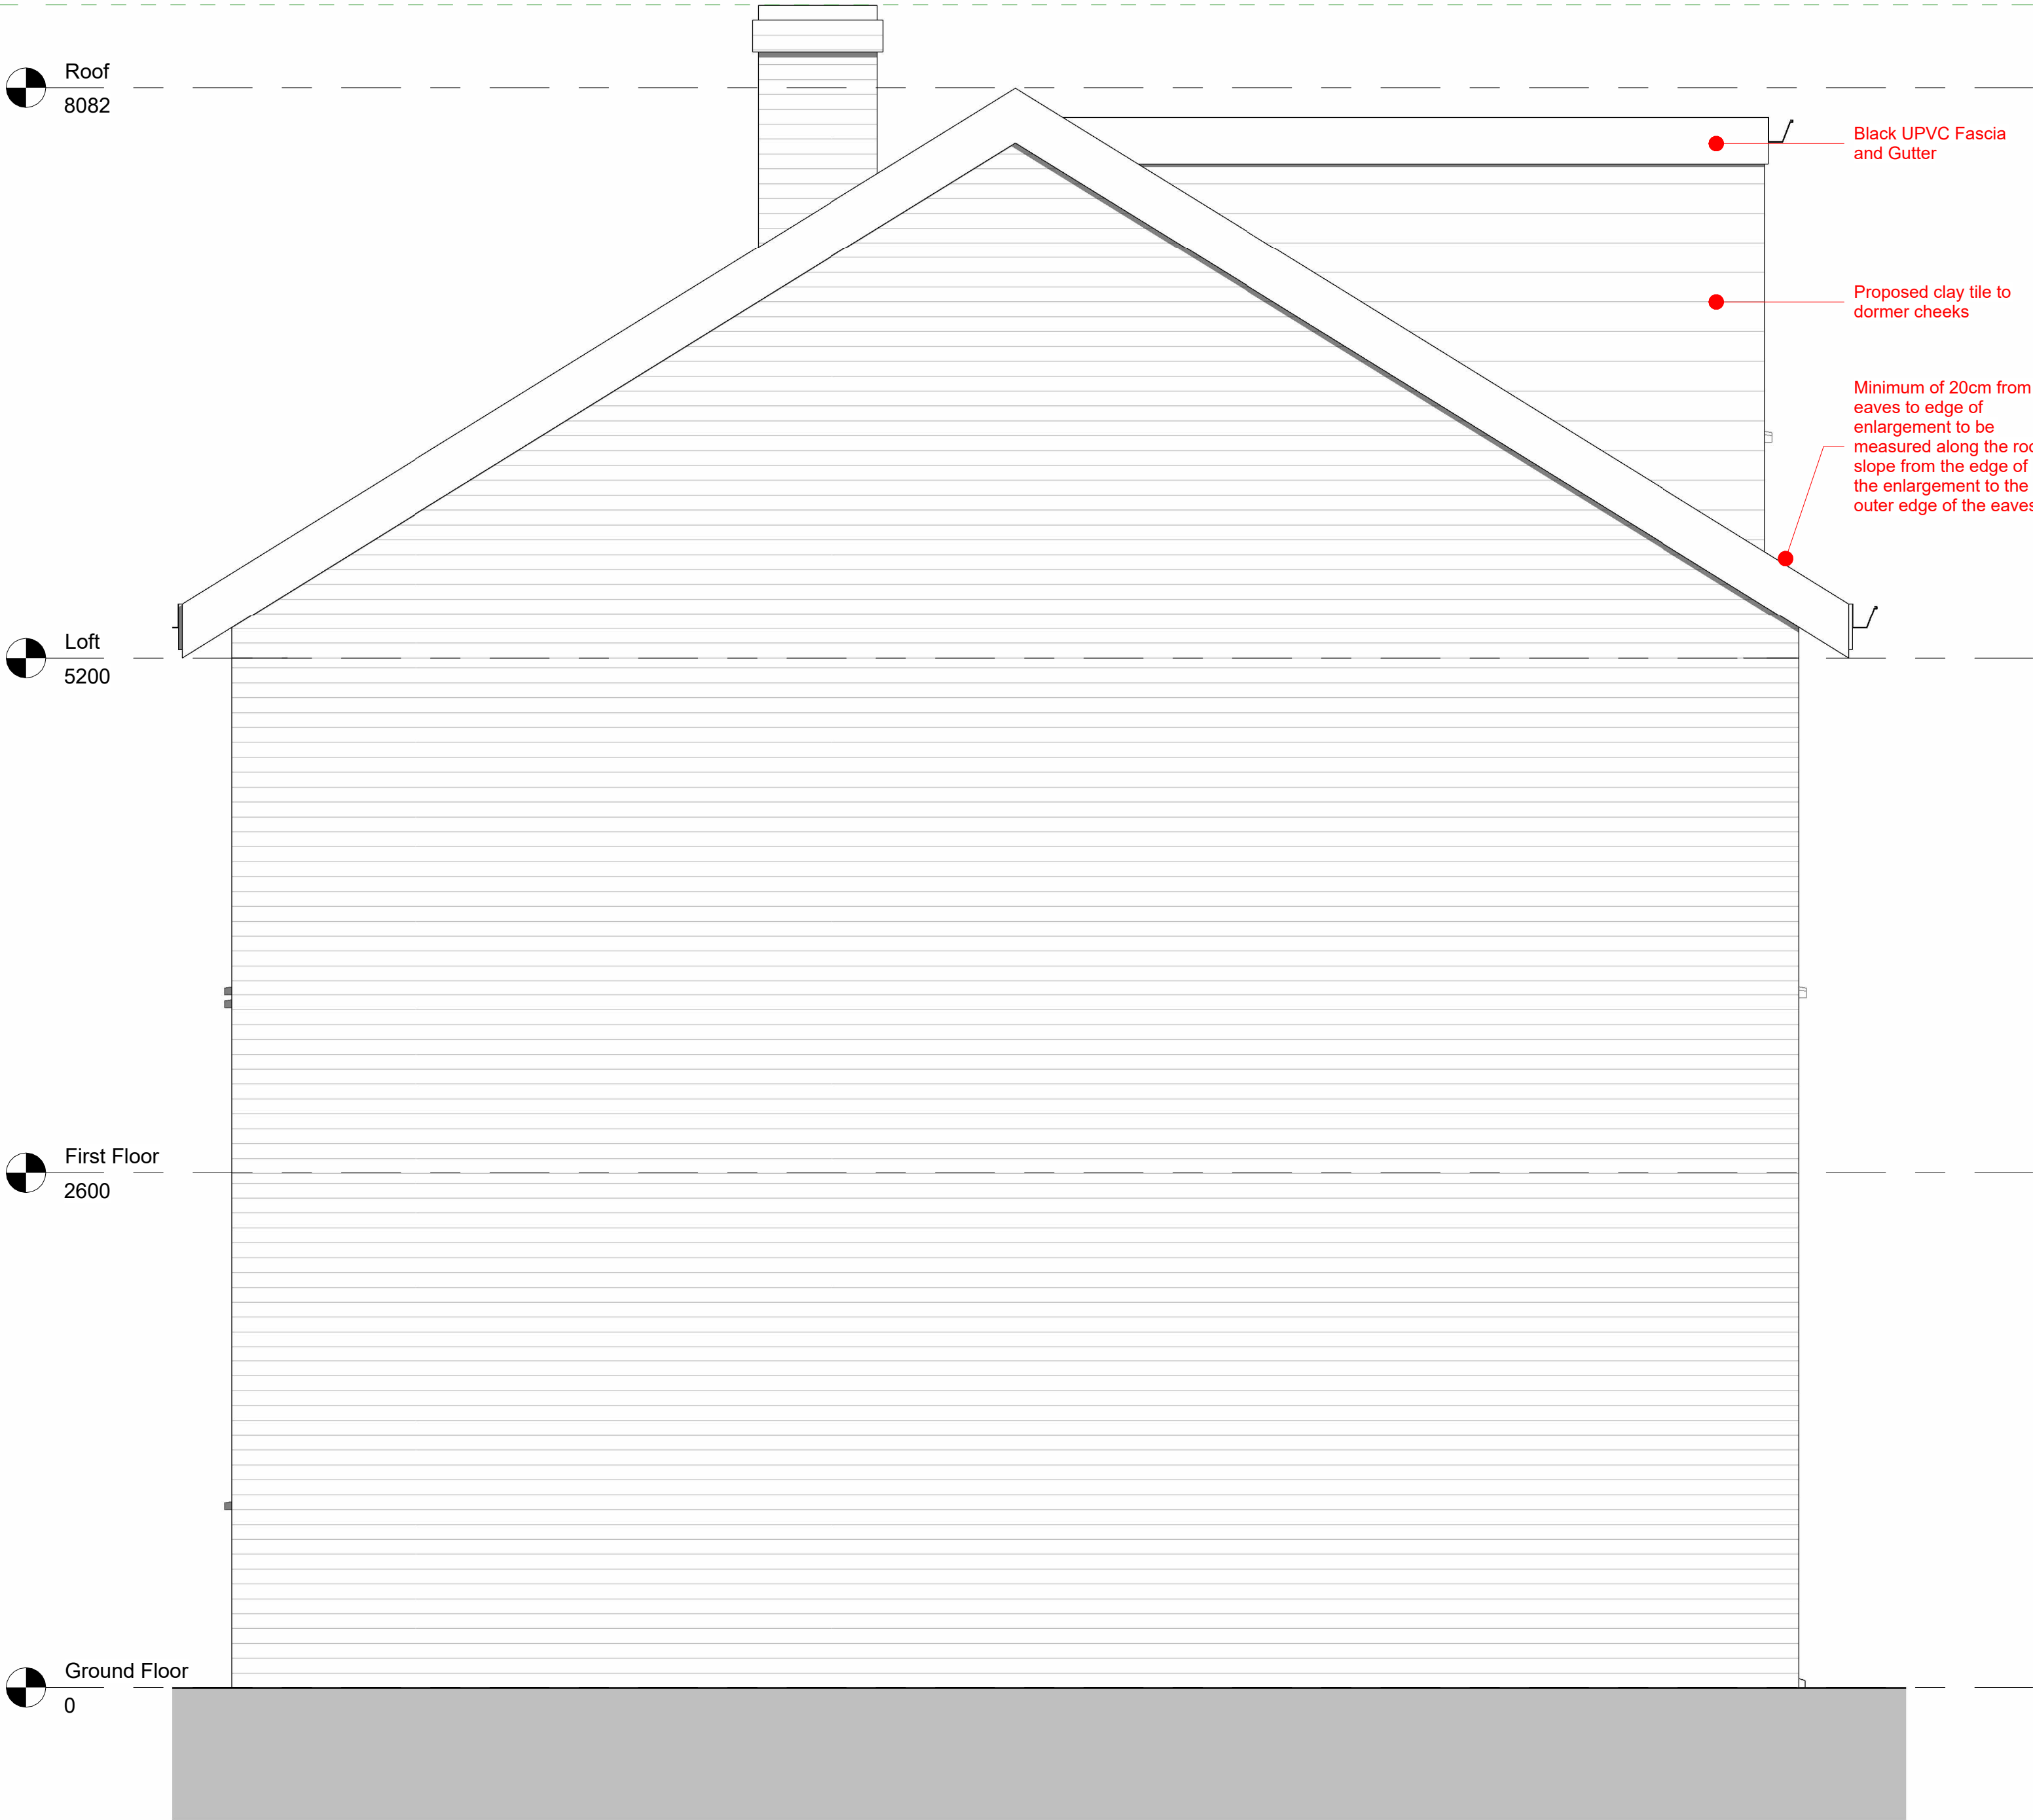 Roof
8082
Black UPVC Fascia
and Gutter
Proposed clay tile to
dormer cheeks
Minimum of 20cm from
eaves to edge of
enlargement to be
measured along the
slope from the edge of
the enlargement to the
outer edge of the eaves
Loft
5200
First Floor
2600
Ground Floor
0